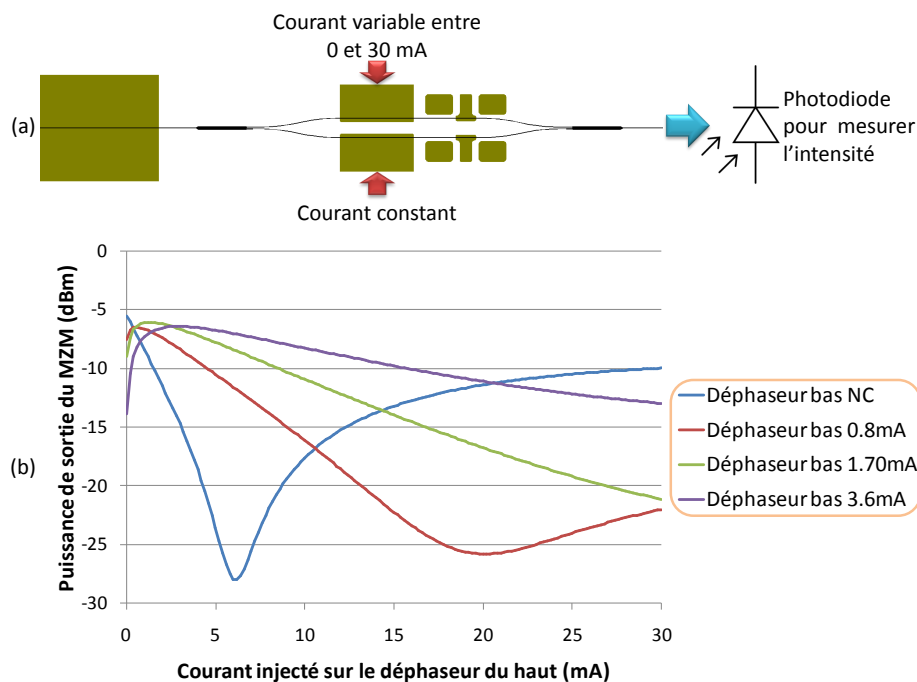 Courant variable entre
0 et 30 mA
(a)
Photodiode
pour mesurer
l'intensité
Courant constant
(b)
Puissance de sortie du MZM (dBm)
0
-5
-10
-15
-20
-25
-30
0
5
10
15
20
25
30
Courant injecté sur le déphaseur du haut (mA)
Déphaseur bas NC
Déphaseur bas 0.8mA
Déphaseur bas 1.70mA
Déphaseur bas 3.6mA